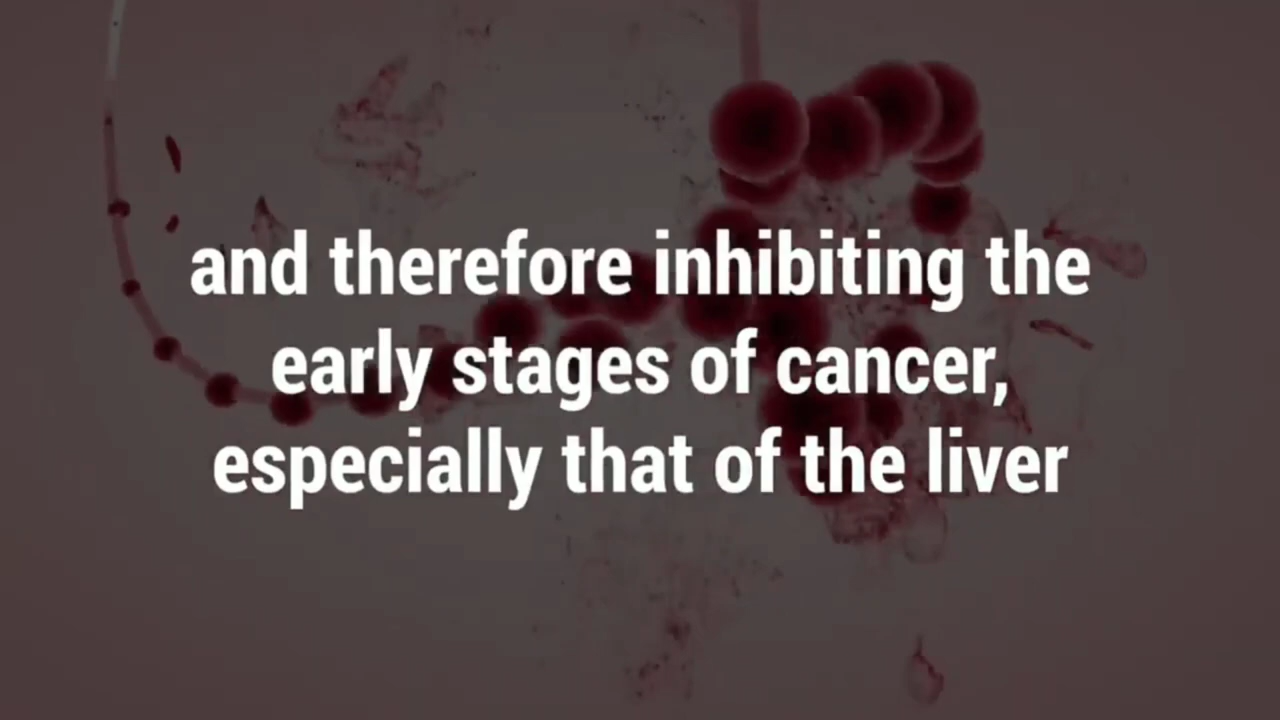 and therefore inhibiting the
early stages of cancer,
especially that of the liver